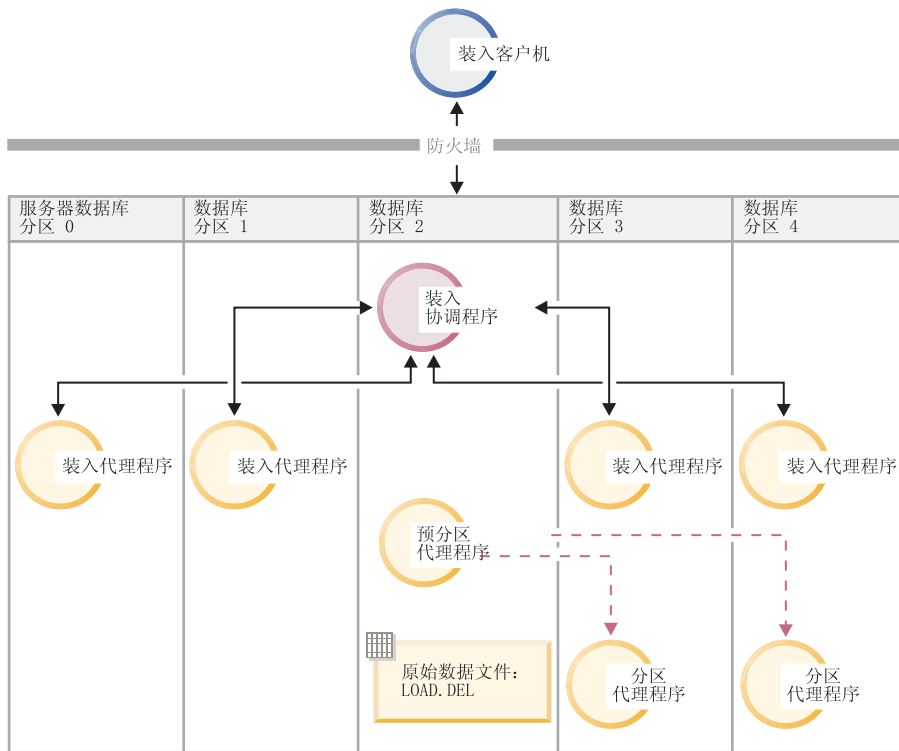 装入客户机
防火墙
服务器数据库
分区 0
数据库
分区 1
数据库
分区 2
数据库
分区 3
数据库
分区 4
装入
协调程序
装入代理程序
装入代理程序
装入代理程序
装入代理程序
预分区
代理程序
原始数据文件:
LOAD.DEL
分区
代理程序
分区
代理程序